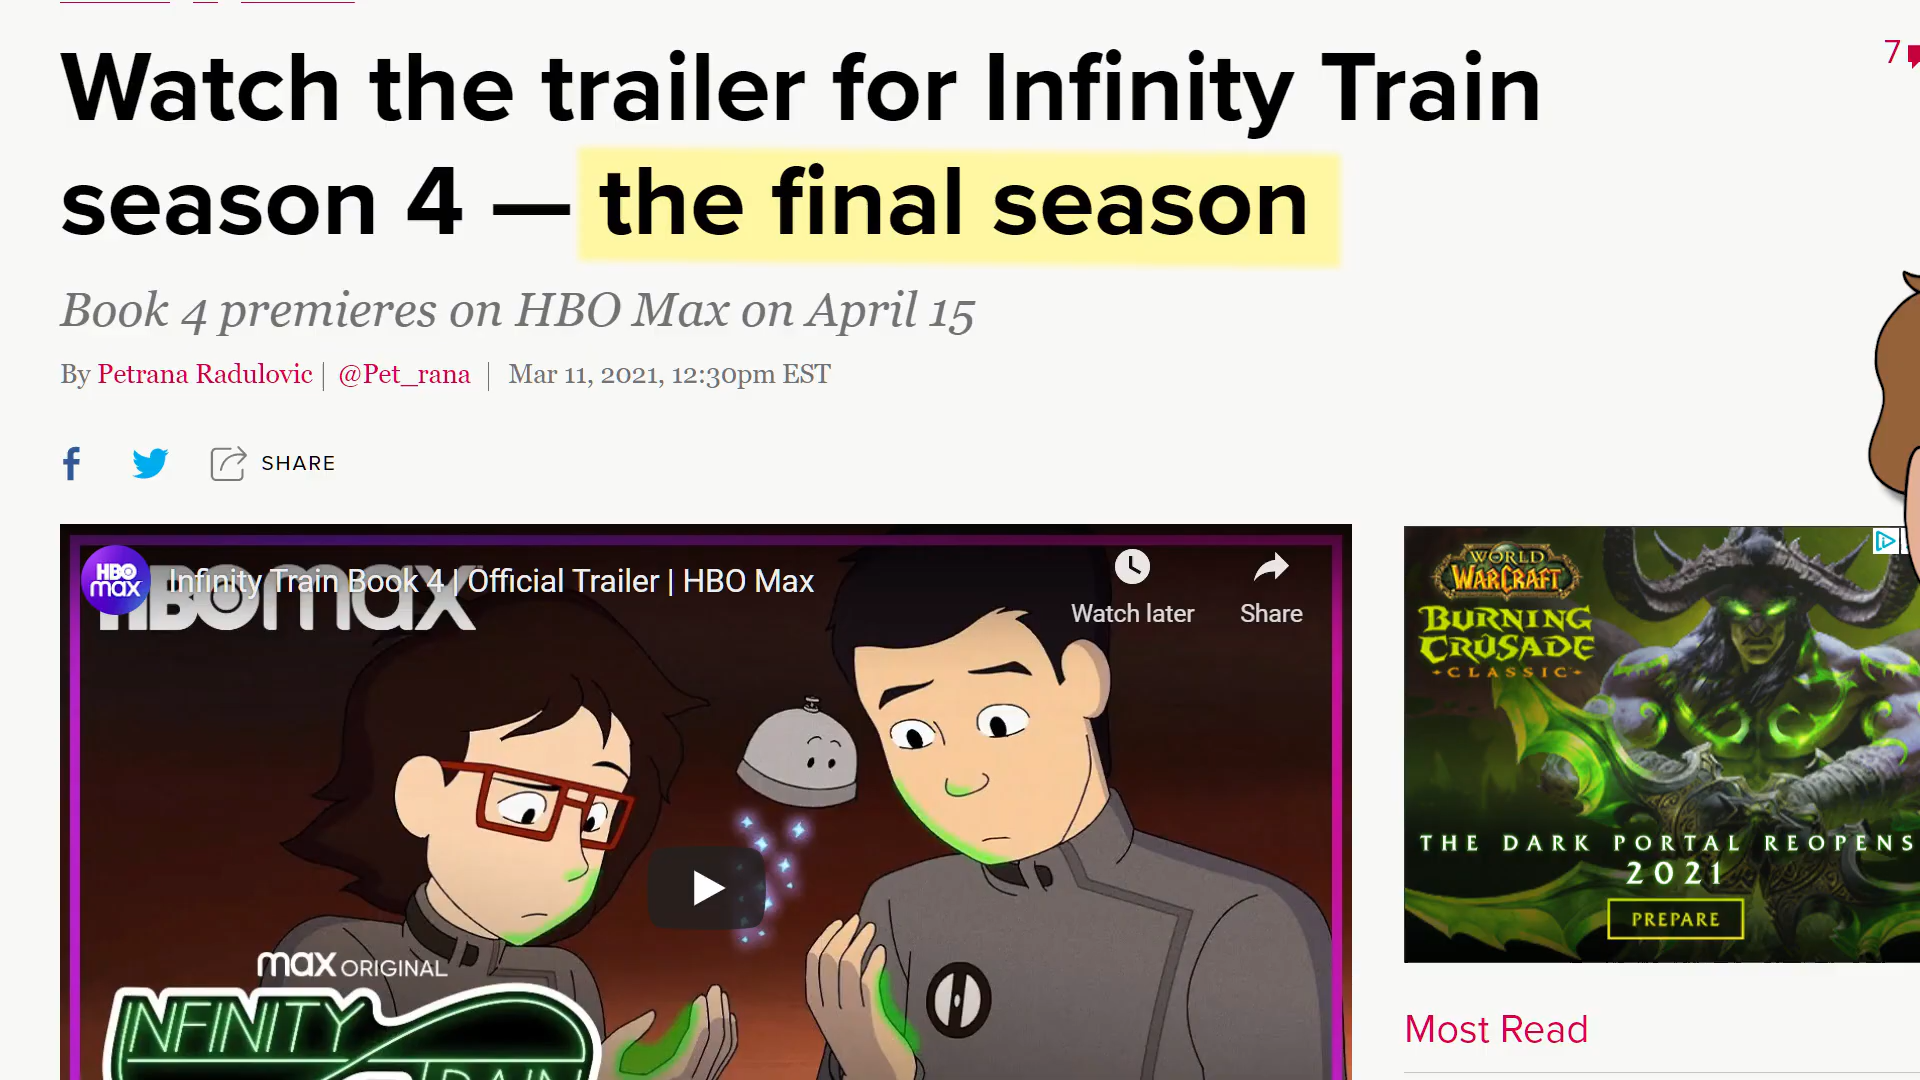 7
Watch the trailer for Infinity Train
season 4 — the final season
Book 4 premieres on HBO Max on April 15
By Petrana Radulovic | @Pet_rana | Mar 11, 2021, 12:30pm EST
SHARE
HBO
max
Infinity Train Book 4 | Official Trailer | HBO Max
HBOmax
Watch later
Share
max ORIGINAL
INFINITY
TRAIN
WORLD
WARCRAFT
BURNING
CRUSADE
CLASSIC
THE DARK PORTAL REOPENS
2021
PREPARE
Most Read